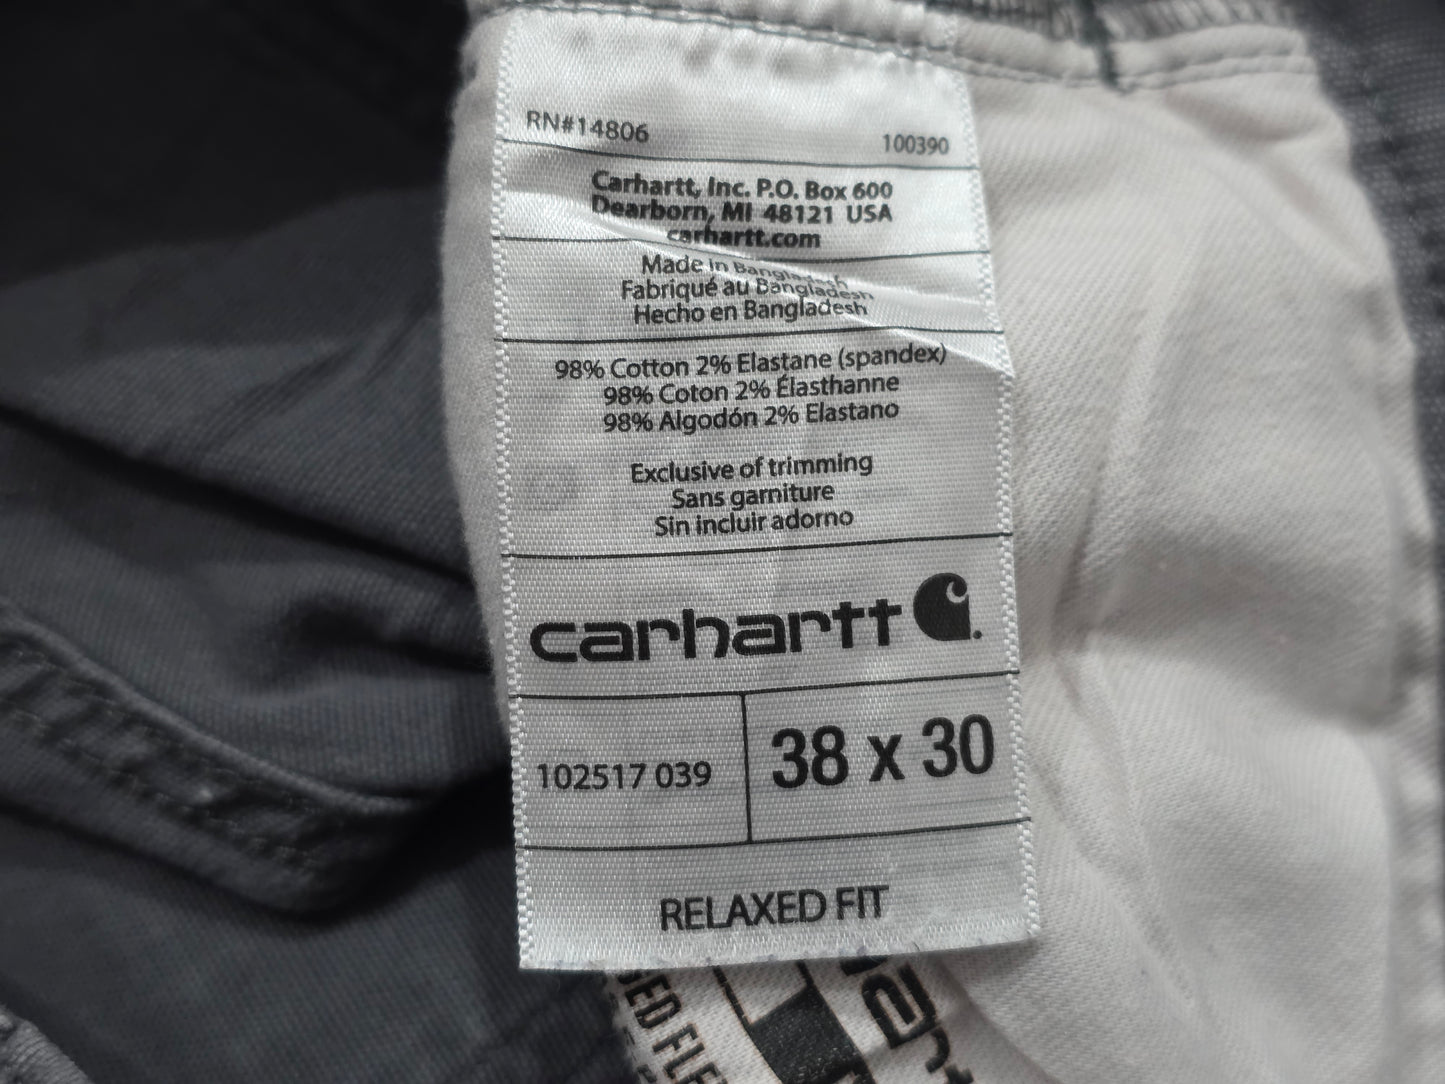 RN#14806 100390
Carhartt, Inc. P.O. Box 600
Dearborn, MI 48121 USA
carhartt.com
Made in Bangladesh
Fabriqué au Bangladesh
Hecho en Bangladesh
98% Cotton 2% Elastane (spandex)
98% Coton 2% Élasthanne
98% Algodón 2% Elastano
Exclusive of trimming
Sans garniture
Sin incluir adorno
carhartt
102517 039
38 x 30
RELAXED FIT